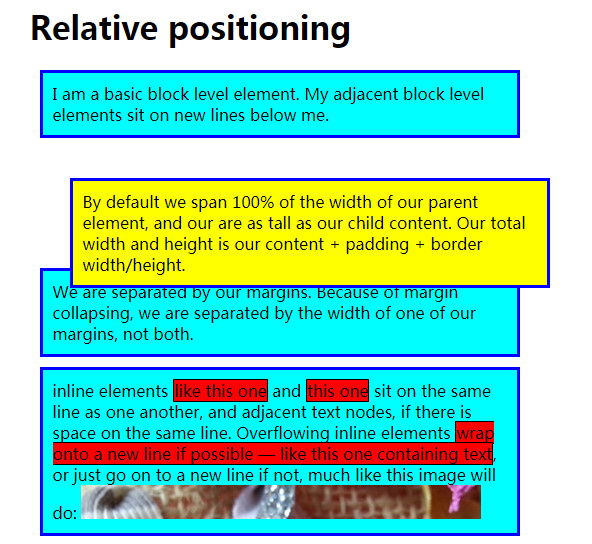 Relative positioning
I am a basic block level element. My adjacent block level
elements sit on new lines below me.
By default we span 100% of the width of our parent
element, and our are as tall as our child content. Our total
width and height is our content + padding + border
width/height.
We are separated by our margins. Because of margin
collapsing, we are separated by the width of one of our
margins, not both.
inline elements like this one and this one sit on the same
line as one another, and adjacent text nodes, if there is
space on the same line. Overflowing inline elements wrap
onto a new line if possible — like this one containing text,
or just go on to a new line if not, much like this image will
do: